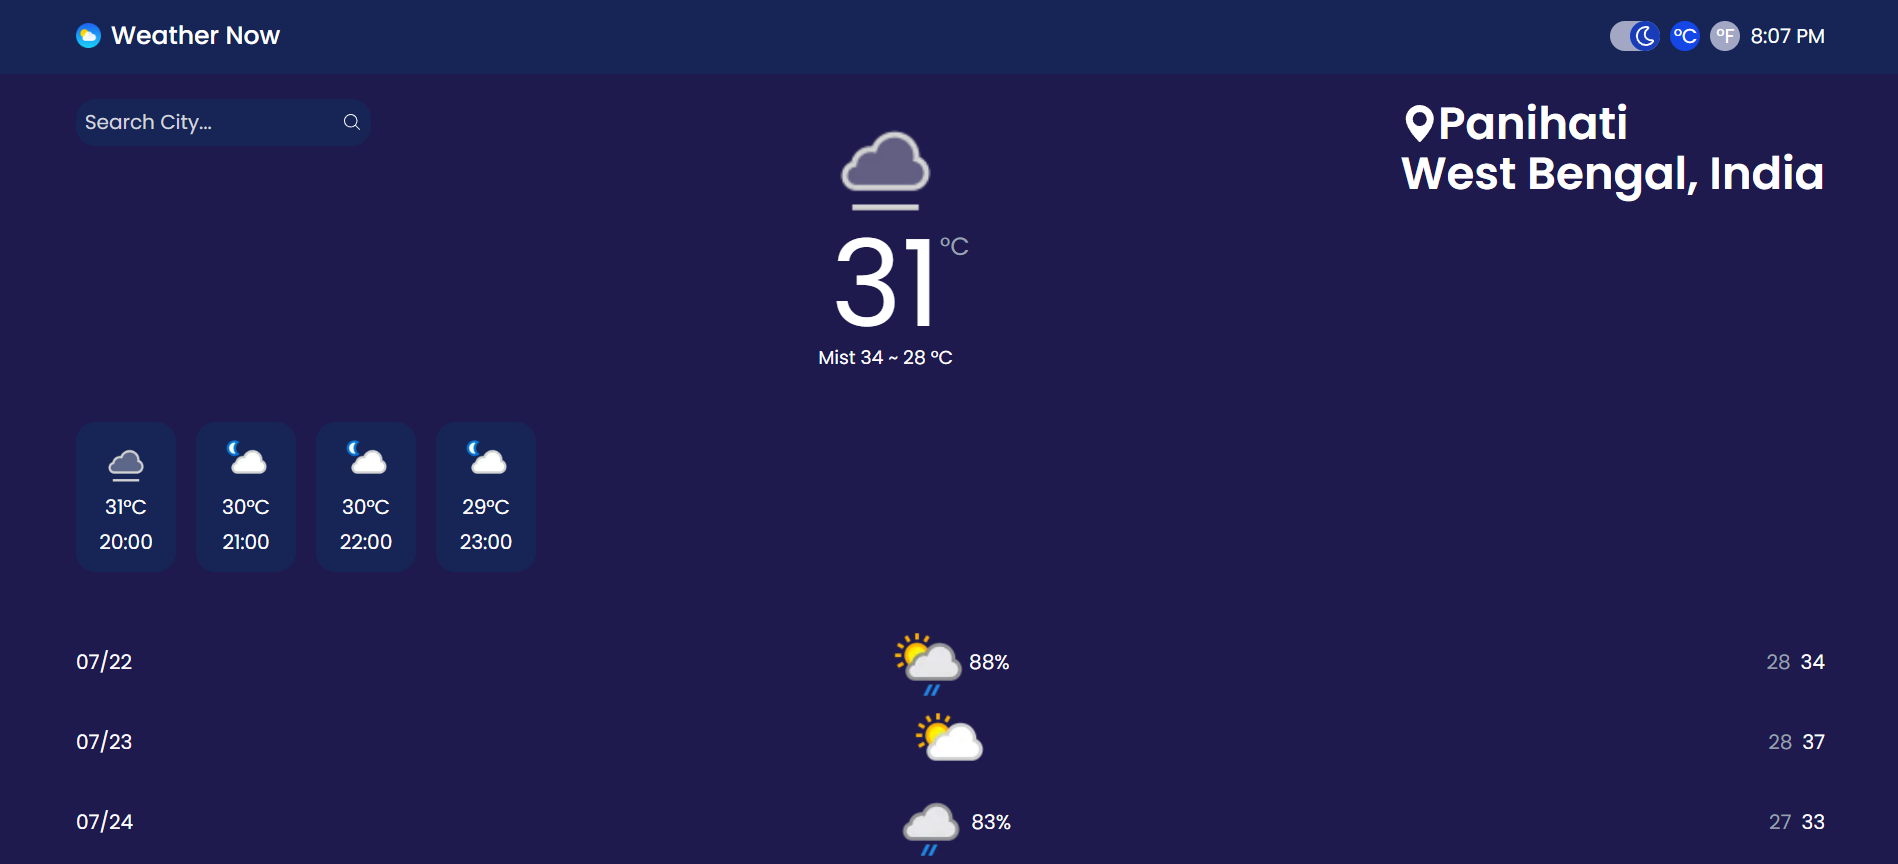 Weather Now
°C °F 8:07 PM
Search City...
Panihati
West Bengal, India
31 °C
Mist 34 ~ 28 °C
31°C 30°C 30°C 29°C
20:00 21:00 22:00 23:00
07/22 88% 28 34
07/23 28 37
07/24 83% 27 33